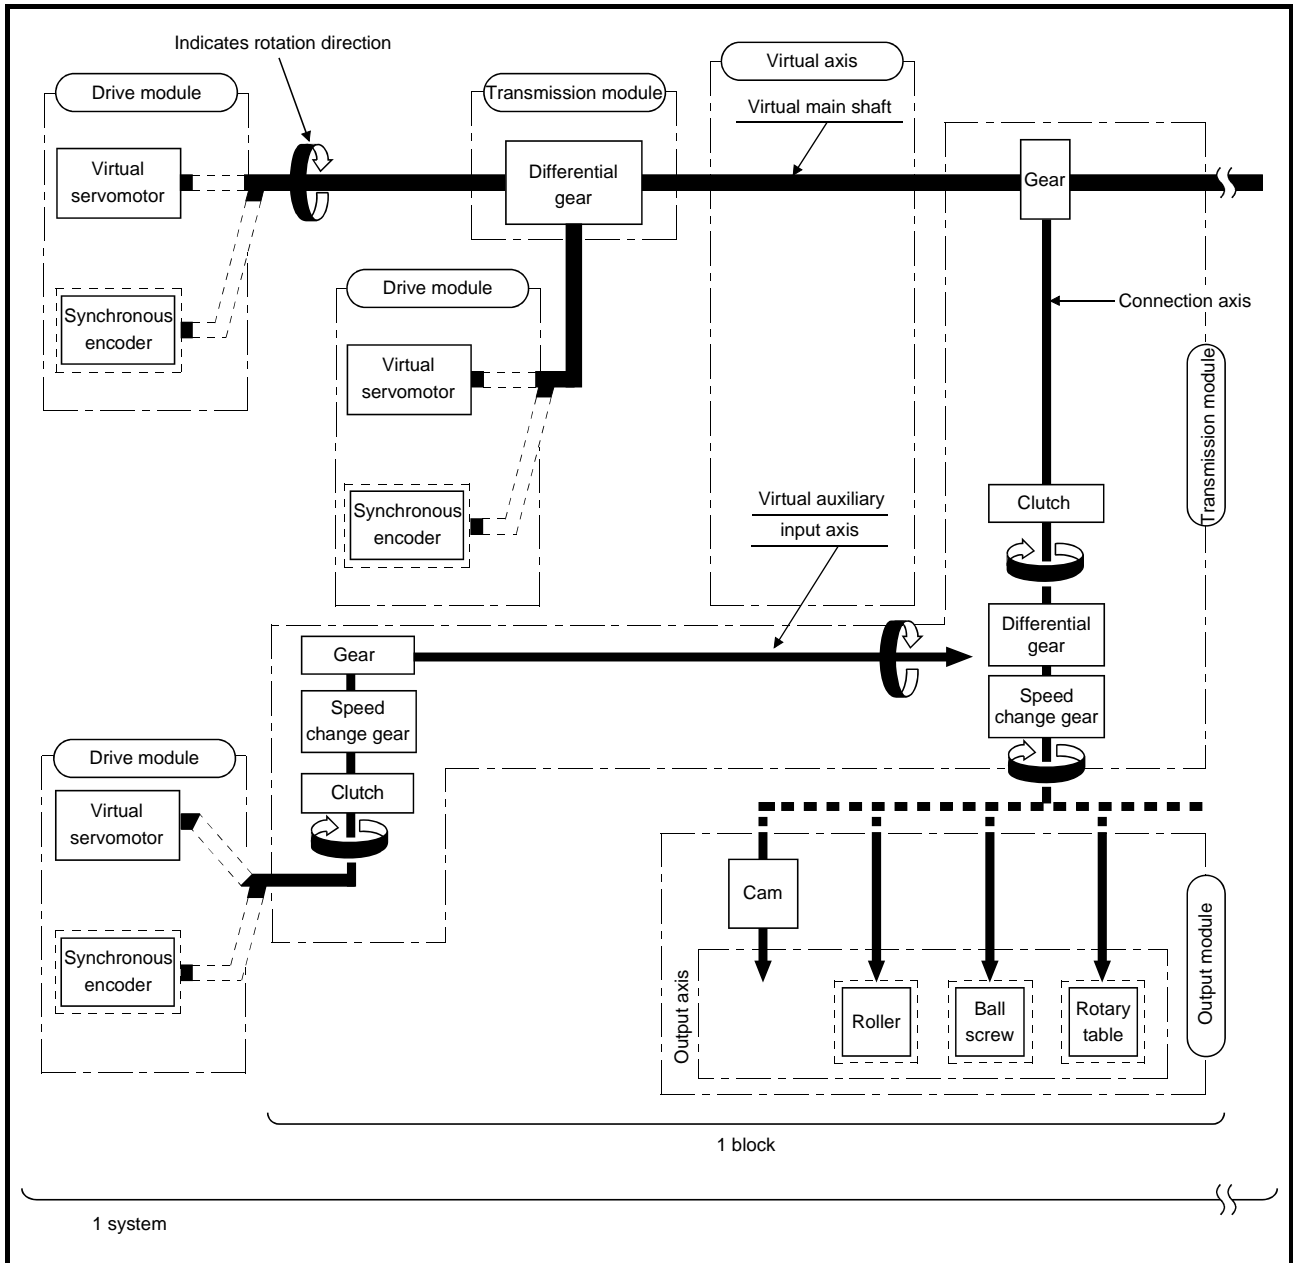 Indicates rotation direction
Drive module
Virtual
servomotor
Synchronous
encoder
Transmission module
Differential
gear
Drive module
Virtual
servomotor
Synchronous
encoder
Virtual axis
Virtual main shaft
Virtual auxiliary
input axis
Gear
Connection axis
Transmission module
Clutch
Differential
gear
Speed
change gear
Gear
Speed
change gear
Clutch
Drive module
Virtual
servomotor
Synchronous
encoder
Cam
Output axis
Roller
Ball
screw
Rotary
table
Output module
1 block
1 system